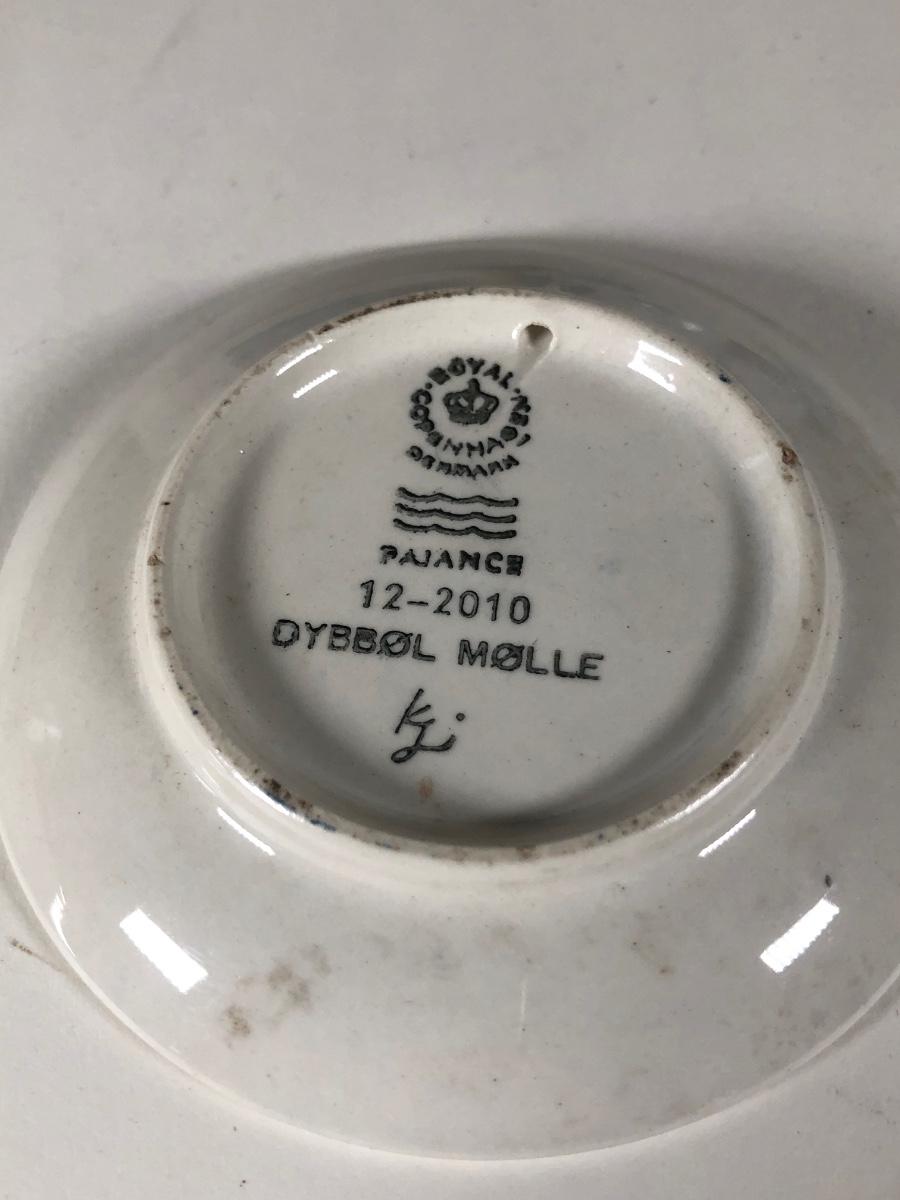 ROYAL
COPENHAGEN
DENMARK
FAJANCE
12-2010
DYBBØL MØLLE